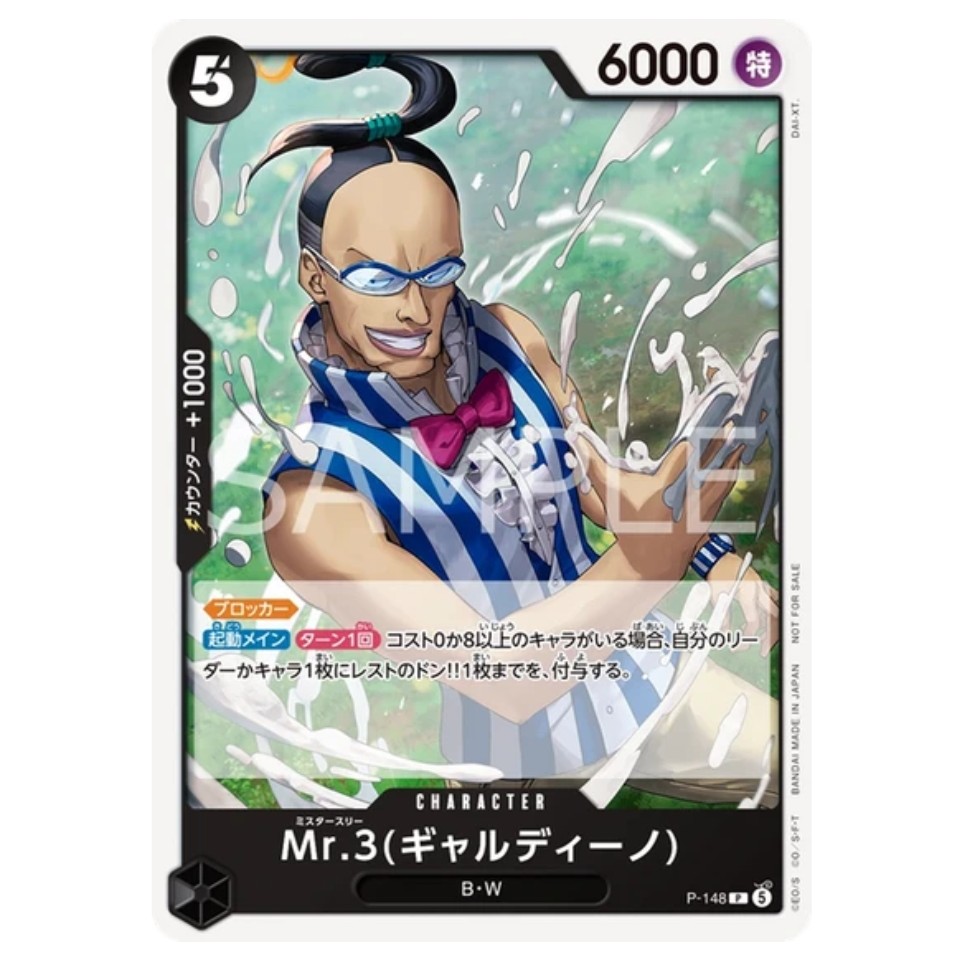 5
6000 特
DAI-XT.
カウンター +1000
SAMPLE
ブロッカー
起動メイン ターン1回 コスト0か8以上のキャラがいる場合、自分のリー
ダーかキャラ1枚にレストのドン!!1枚までを、付与する。
CHARACTER
ミスタースリー
Mr.3(ギャルディーノ)
B・W
P-148 P 5
©EO/S ©O/S・F・T BANDAI MADE IN JAPAN NOT FOR SALE